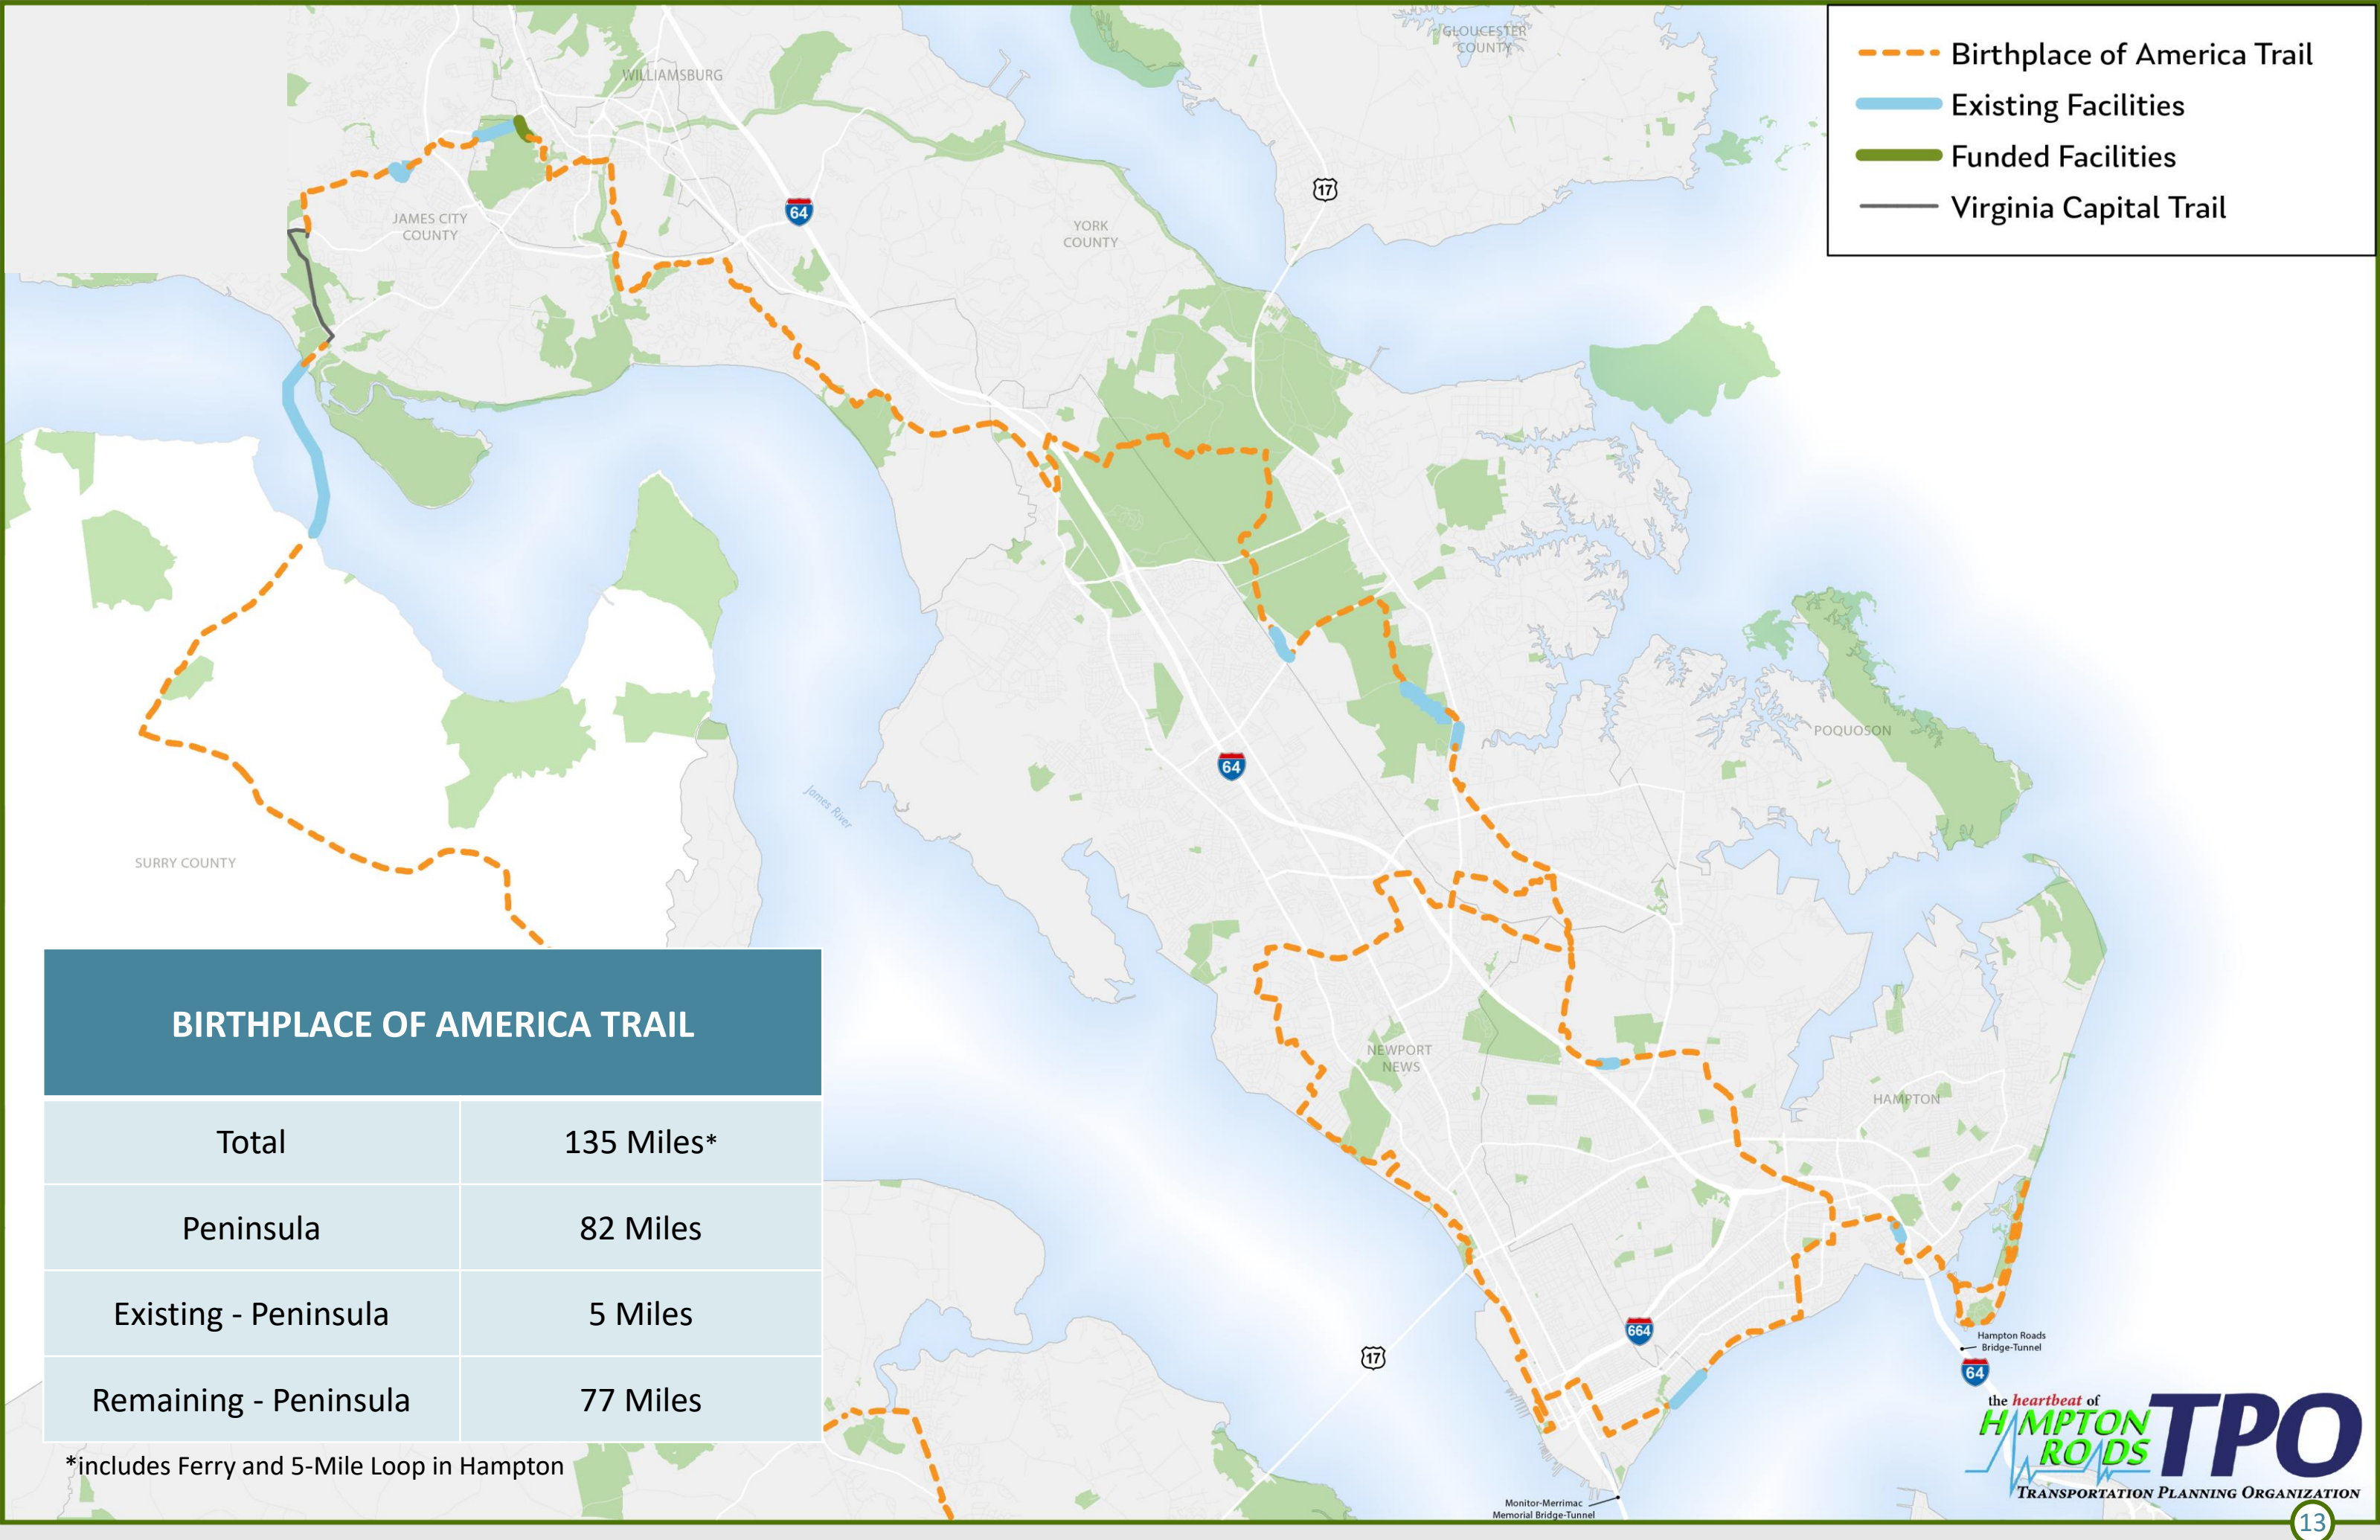 GLOUCESTER
COUNTY
WILLIAMSBURG
Birthplace of America Trail
Existing Facilities
Funded Facilities
Virginia Capital Trail
17
64
JAMES CITY
COUNTY
YORK
COUNTY
POQUOSON
64
James River
SURRY COUNTY
BIRTHPLACE OF AMERICA TRAIL
Total 135 Miles*
Peninsula 82 Miles
Existing - Peninsula 5 Miles
Remaining - Peninsula 77 Miles
*includes Ferry and 5-Mile Loop in Hampton
NEWPORT
NEWS
HAMPTON
664
17
Hampton Roads
Bridge-Tunnel
64
Monitor-Merrimac
Memorial Bridge-Tunnel
the heartbeat of
HAMPTON
ROADS
TPO
TRANSPORTATION PLANNING ORGANIZATION
13